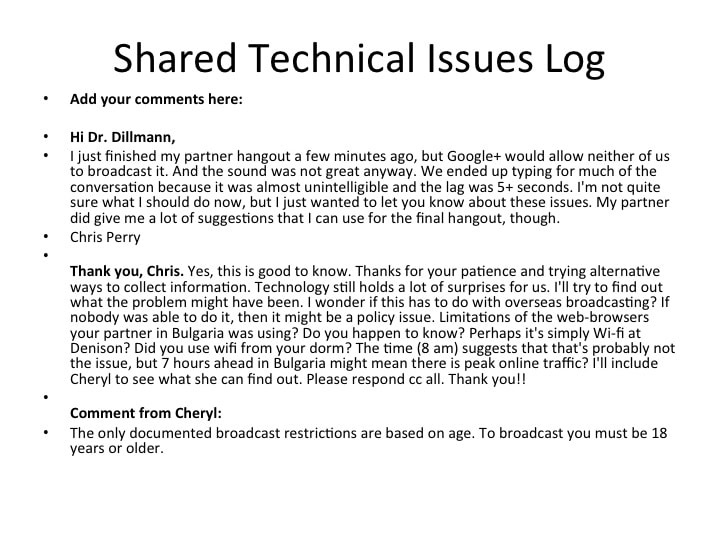 Shared Technical Issues Log
• Add your comments here:
• Hi Dr. Dillmann,
• I just finished my partner hangout a few minutes ago, but Google+ would allow neither of us
to broadcast it. And the sound was not great anyway. We ended up typing for much of the
conversation because it was almost unintelligible and the lag was 5+ seconds. I'm not quite
sure what I should do now, but I just wanted to let you know about these issues. My partner
did give me a lot of suggestions that I can use for the final hangout, though.
• Chris Perry
•
Thank you, Chris. Yes, this is good to know. Thanks for your patience and trying alternative
ways to collect information. Technology still holds a lot of surprises for us. I'll try to find out
what the problem might have been. I wonder if this has to do with overseas broadcasting? If
nobody was able to do it, then it might be a policy issue. Limitations of the web-browsers
your partner in Bulgaria was using? Do you happen to know? Perhaps it's simply Wi-fi at
Denison? Did you use wifi from your dorm? The time (8 am) suggests that that's probably not
the issue, but 7 hours ahead in Bulgaria might mean there is peak online traffic? I'll include
Cheryl to see what she can find out. Please respond cc all. Thank you!!
•
Comment from Cheryl:
• The only documented broadcast restrictions are based on age. To broadcast you must be 18
years or older.